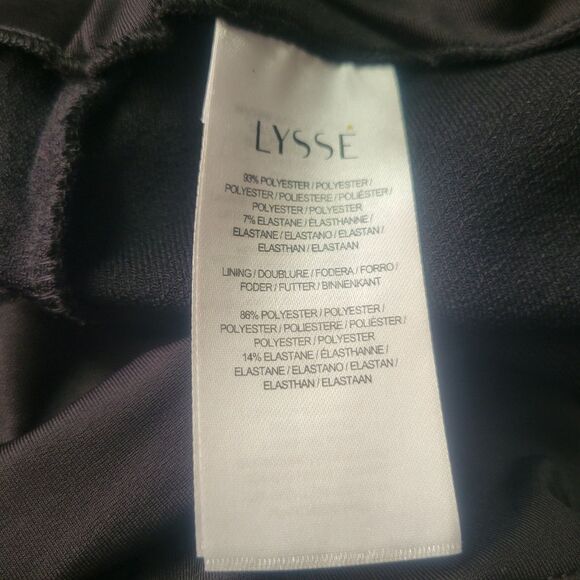 LYSSÉ
93% POLYESTER / POLYESTER /
POLYESTER / POLIESTERE / POLIÉSTER /
POLYESTER / POLYESTER
7% ELASTANE / ÉLASTHANNE /
ELASTANE / ELASTANO / ELASTAN /
ELASTHAN / ELASTAAN
LINING / DOUBLURE / FODERA / FORRO /
FODER / FUTTER / BINNENKANT
86% POLYESTER / POLYESTER /
POLYESTER / POLIESTERE / POLIÉSTER /
POLYESTER / POLYESTER
14% ELASTANE / ÉLASTHANNE /
ELASTANE / ELASTANO / ELASTAN /
ELASTHAN / ELASTAAN